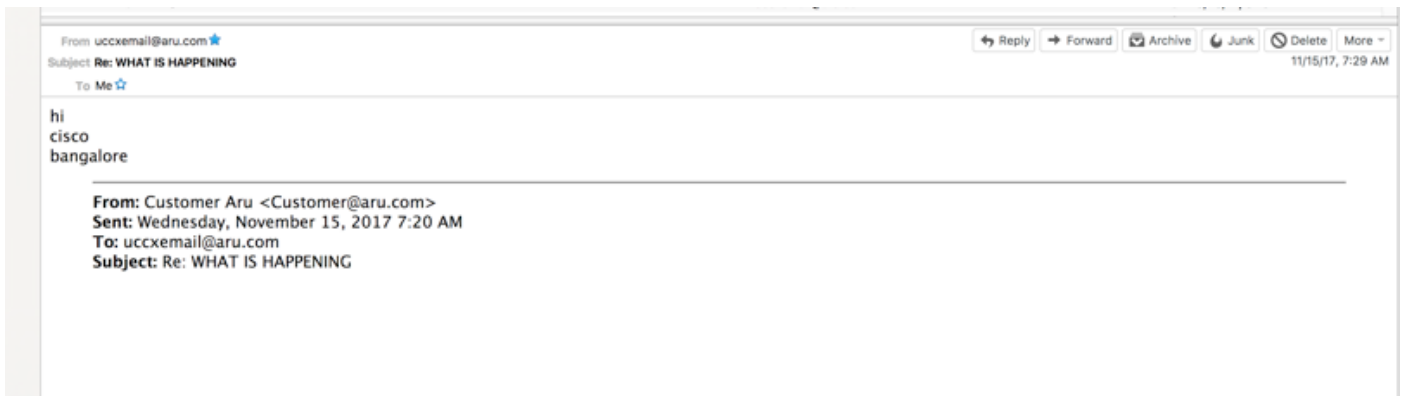 From uccxemail@aru.com
Reply Forward Archive Junk Delete More
Subject Re: WHAT IS HAPPENING
11/15/17, 7:29 AM
To Me
hi
cisco
bangalore
From: Customer Aru <Customer@aru.com>
Sent: Wednesday, November 15, 2017 7:20 AM
To: uccxemail@aru.com
Subject: Re: WHAT IS HAPPENING